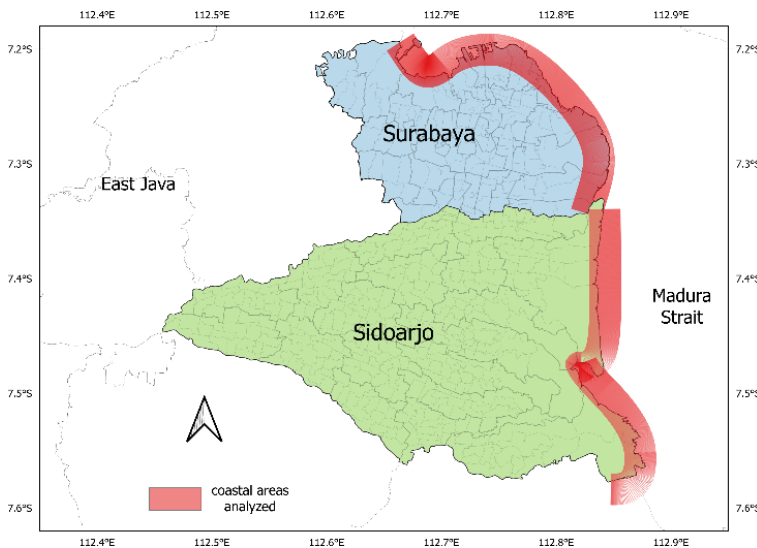 112.4°E 112.5°E 112.6°E 112.7°E 112.8°E 112.9°E
7.2°S 7.2°S
Surabaya
7.3°S 7.3°S
East Java
7.4°S 7.4°S
Madura
Strait
Sidoarjo
7.5°S 7.5°S
coastal areas
analyzed
7.6°S 7.6°S
112.4°E 112.5°E 112.6°E 112.7°E 112.8°E 112.9°E